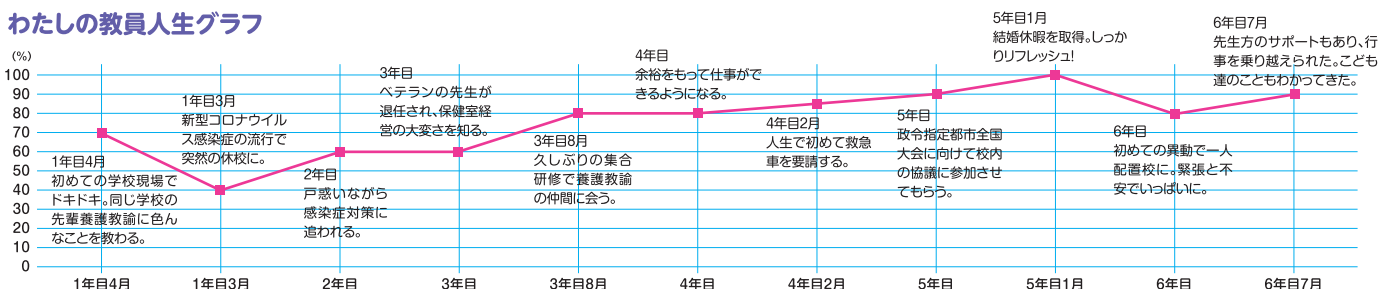 わたしの教員人生グラフ
(%)
100
90
80
70
60
50
40
30
20
10
0
1年目4月
初めての学校現場で
ドキドキ。同じ学校の
先輩養護教諭に色ん
なことを教わる。
1年目3月
新型コロナウイル
ス感染症の流行で
突然の休校に。
2年目
戸惑いながら
感染症対策に
追われる。
3年目
ベテランの先生が
退任され、保健室経
営の大変さを知る。
3年目8月
久しぶりの集合
研修で養護教諭
の仲間に会う。
4年目
余裕をもって仕事がで
きるようになる。
4年目2月
人生で初めて救急
車を要請する。
5年目
政令指定都市全国
大会に向けて校内
の協議に参加させ
てもらう。
5年目1月
結婚休暇を取得。しっか
りリフレッシュ!
6年目
初めての異動で一人
配置校に。緊張と不
安でいっぱいに。
6年目7月
先生方のサポートもあり、行
事を乗り越えられた。こども
達のこともわかってきた。
1年目4月
1年目3月
2年目
3年目
3年目8月
4年目
4年目2月
5年目
5年目1月
6年目
6年目7月